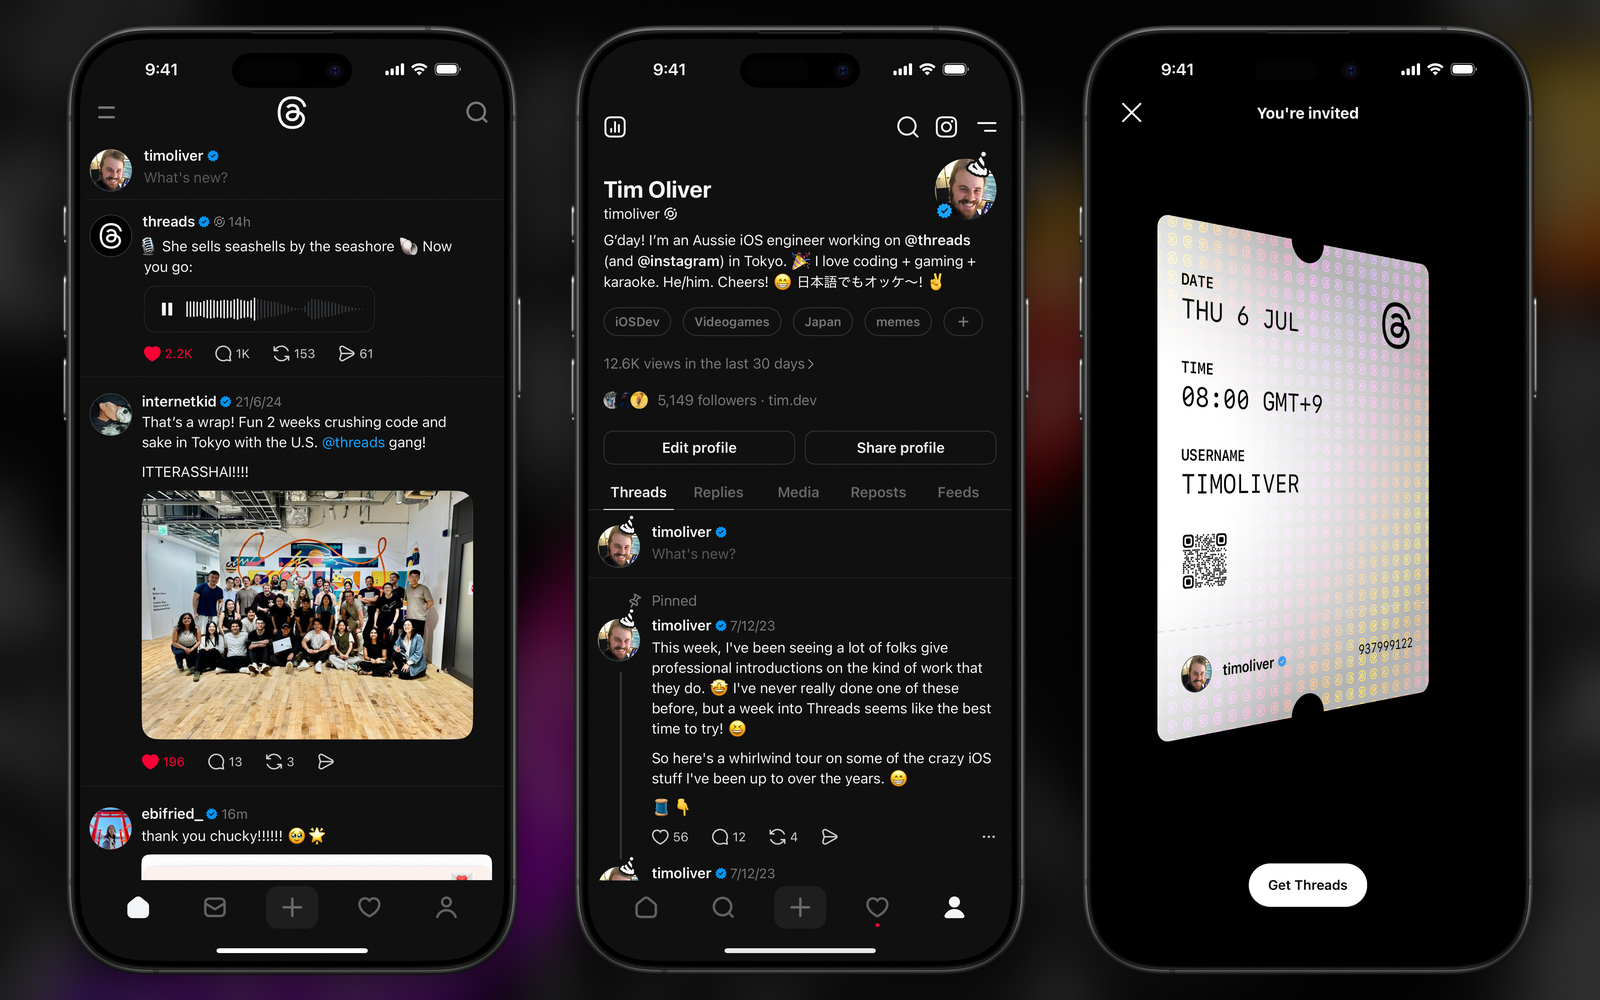 9:41
timoliver
What's new?
threads 14h
🎙️ She sells seashells by the seashore 🐚 Now
you go:
2.2K 1K 153 61
internetkid 21/6/24
That's a wrap! Fun 2 weeks crushing code and
sake in Tokyo with the U.S. @threads gang!
ITTERASSHAI!!!!
196 13 3
ebifried_ 16m
thank you chucky!!!!!! 🥹🌟
9:41
Tim Oliver
timoliver
G'day! I'm an Aussie iOS engineer working on @threads
(and @instagram) in Tokyo. 🎉 I love coding + gaming +
karaoke. He/him. Cheers! 😁 日本語でもオッケ〜! ✌️
iOSDev Videogames Japan memes +
12.6K views in the last 30 days
5,149 followers · tim.dev
Edit profile Share profile
Threads Replies Media Reposts Feeds
timoliver
What's new?
Pinned
timoliver 7/12/23
This week, I've been seeing a lot of folks give
professional introductions on the kind of work that
they do. 🤩 I've never really done one of these
before, but a week into Threads seems like the best
time to try! 😆
So here's a whirlwind tour on some of the crazy iOS
stuff I've been up to over the years. 😁
🧵👇
56 12 4
timoliver 7/12/23
9:41
You're invited
DATE
THU 6 JUL
TIME
08:00 GMT+9
USERNAME
TIMOLIVER
937999122
timoliver
Get Threads